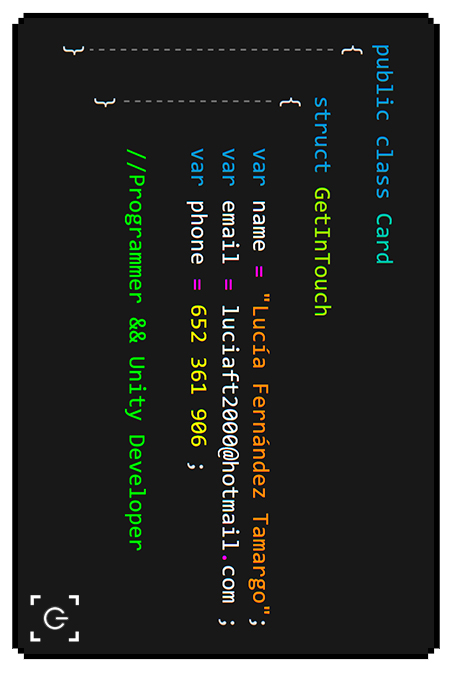 public class Card
{
struct GetInTouch
{
var name = "Lucía Fernández Tamargo";
var email = luciaft2000@hotmail.com ;
var phone = 652 361 906 ;
//Programmer && Unity Developer
}
}